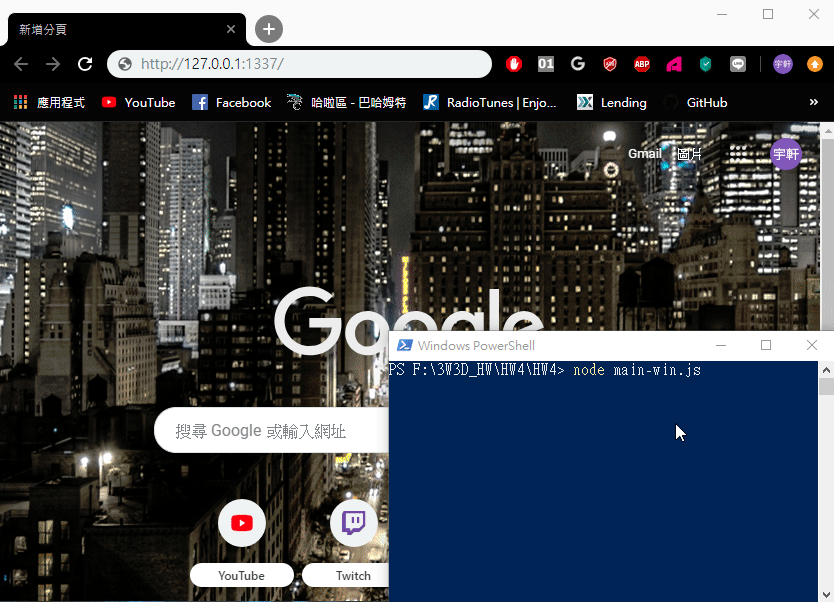 新增分頁
http://127.0.0.1:1337/
01
ABP
宇軒
應用程式
YouTube
Facebook
哈啦區 - 巴哈姆特
RadioTunes | Enjo...
Lending
GitHub
»
Gmail
圖片
宇軒
Google
Windows PowerShell
PS F:\3W3D_HW\HW4\HW4> node main-win.js
搜尋 Google 或輸入網址
YouTube
Twitch